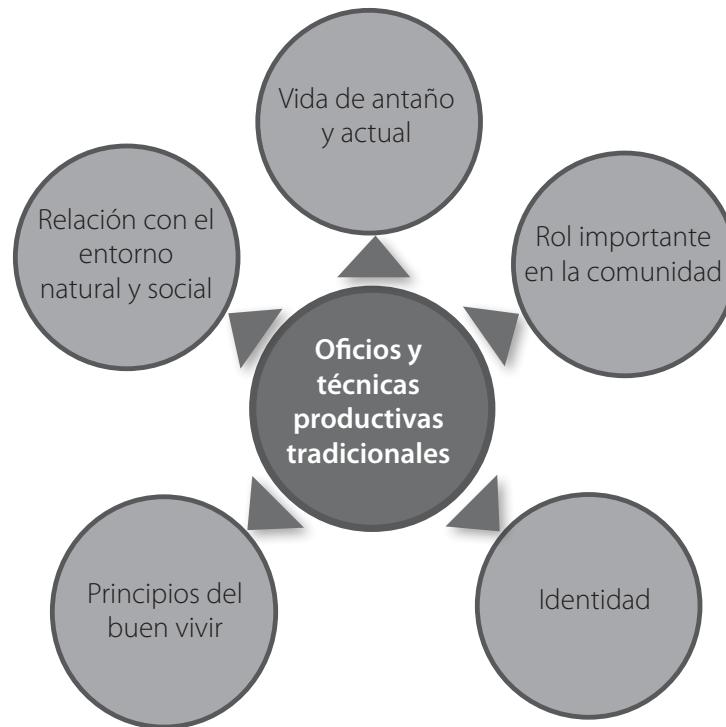 Vida de antaño
y actual
Relación con el
entorno
natural y social
Rol importante
en la comunidad
Oficios y
técnicas
productivas
tradicionales
Principios del
buen vivir
Identidad